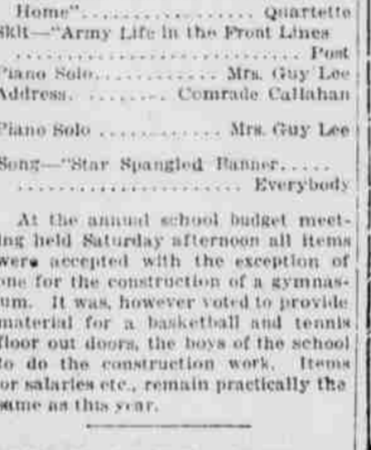 Home"................ Quartette
Skit—"Army Life in the Front Lines
........................... Post
Piano Solo............ Mrs. Guy Lee
Address. ........ Comrade Callahan
Piano Solo ............ Mrs. Guy Lee
Song—"Star Spangled Banner.....
....................... Everybody
At the annual school budget meet-
ing held Saturday afternoon all items
were accepted with the exception of
one for the construction of a gymnas-
um. It was, however voted to provide
material for a basketball and tennis
floor out doors, the boys of the school
to do the construction work. Items
or salaries etc., remain practically the
same as this year.